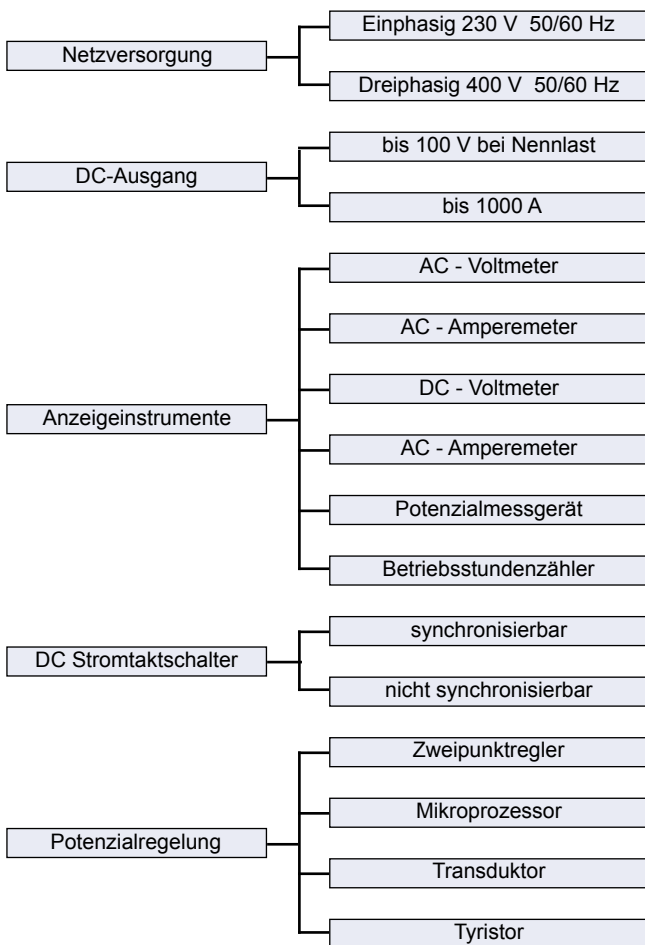 Netzversorgung
Einphasig 230 V 50/60 Hz
Dreiphasig 400 V 50/60 Hz
DC-Ausgang
bis 100 V bei Nennlast
bis 1000 A
Anzeigeinstrumente
AC - Voltmeter
AC - Amperemeter
DC - Voltmeter
AC - Amperemeter
Potenzialmessgerät
Betriebsstundenzähler
DC Stromtaktschalter
synchronisierbar
nicht synchronisierbar
Potenzialregelung
Zweipunktregler
Mikroprozessor
Transduktor
Tyristor